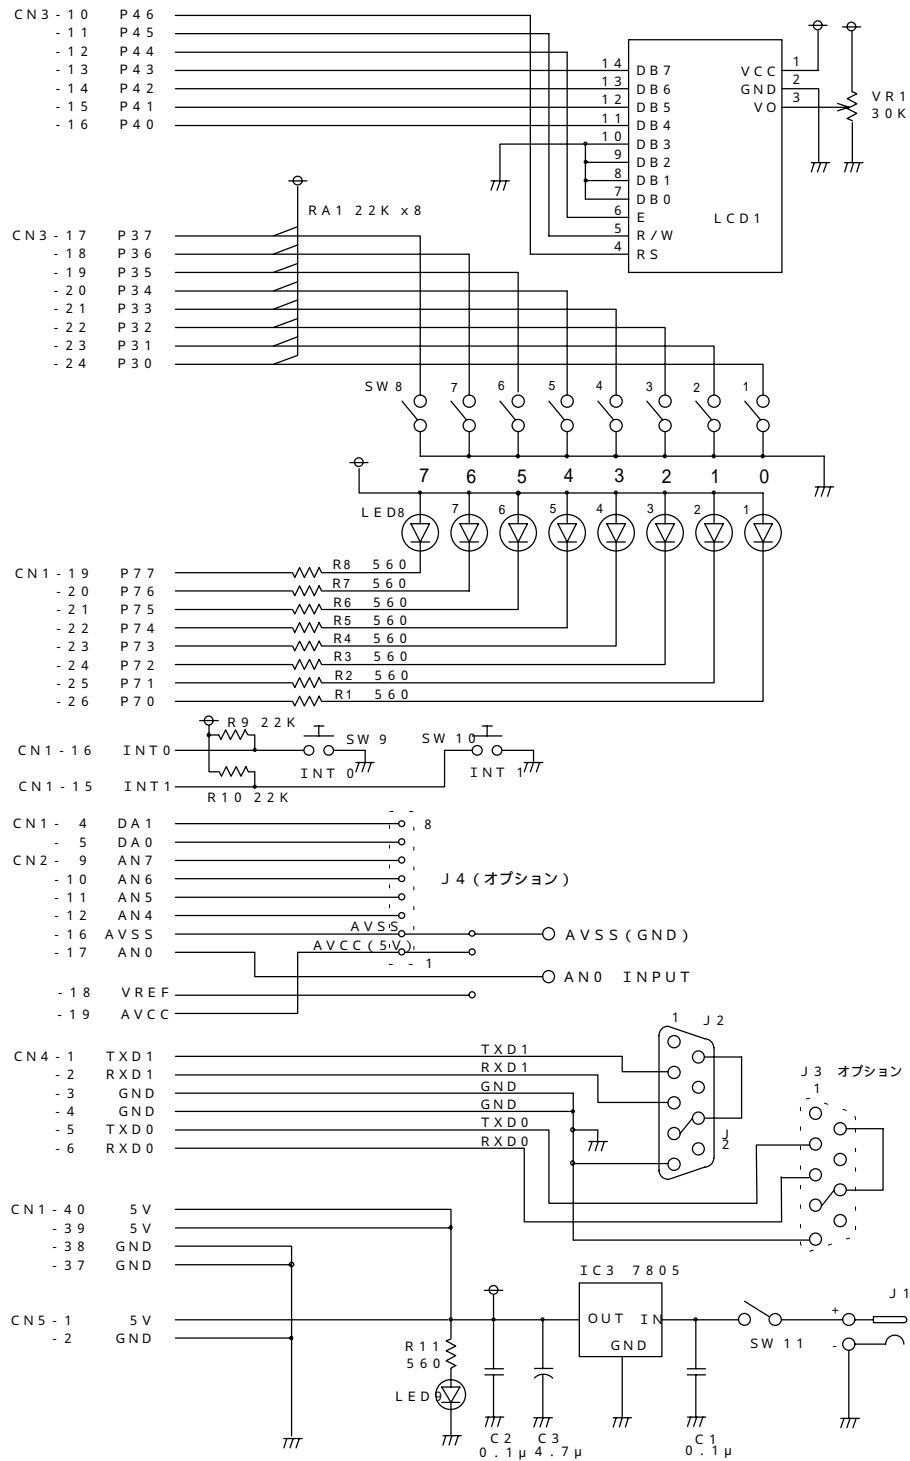 CN3-10 P46
-11 P45
-12 P44
-13 P43 14 DB7 VCC 1
-14 P42 13 DB6 GND 2
-15 P41 12 DB5 VO 3 VR1
30K
-16 P40 11 DB4
10 DB3
9 DB2
8 DB1
7 DB0
6 E LCD1
5 R/W
4 RS
RA1 22K x8
CN3-17 P37
-18 P36
-19 P35
-20 P34
-21 P33
-22 P32
-23 P31
-24 P30
SW8 7 6 5 4 3 2 1
7 6 5 4 3 2 1 0
LED8 7 6 5 4 3 2 1
CN1-19 P77 R8 560
-20 P76 R7 560
-21 P75 R6 560
-22 P74 R5 560
-23 P73 R4 560
-24 P72 R3 560
-25 P71 R2 560
-26 P70 R1 560
R9 22K
CN1-16 INT0 SW9 SW10
INT0 INT1
CN1-15 INT1
R10 22K
CN1- 4 DA1 8
- 5 DA0
CN2- 9 AN7
-10 AN6 J4(オプション)
-11 AN5
-12 AN4
-16 AVSS AVSS AVSS(GND)
-17 AN0 AVCC(5V) 1
AN0 INPUT
-18 VREF
-19 AVCC
1 J2
CN4-1 TXD1 TXD1
-2 RXD1 RXD1
-3 GND GND
-4 GND GND
-5 TXD0 TXD0
-6 RXD0 RXD0
J2
J3 オプション
1
CN1-40 5V
-39 5V
-38 GND
-37 GND
IC3 7805
J1
CN5-1 5V OUT IN +
-2 GND GND SW11 -
R11
560
LED9
C2
0.1μ
C3
4.7μ
C1
0.1μ